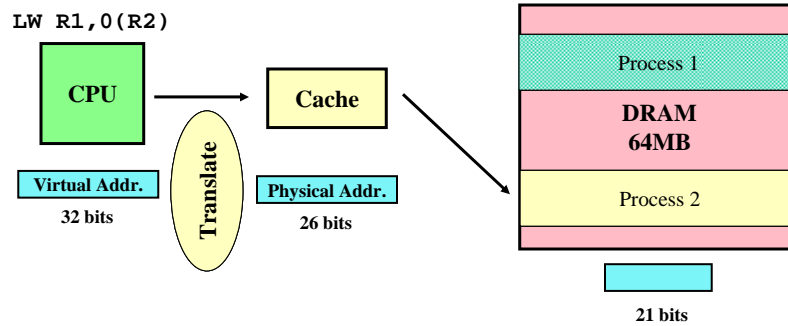 LW R1,0(R2)
CPU
Cache
Translate
Virtual Addr.
32 bits
Physical Addr.
26 bits
Process 1
DRAM
64MB
Process 2
21 bits